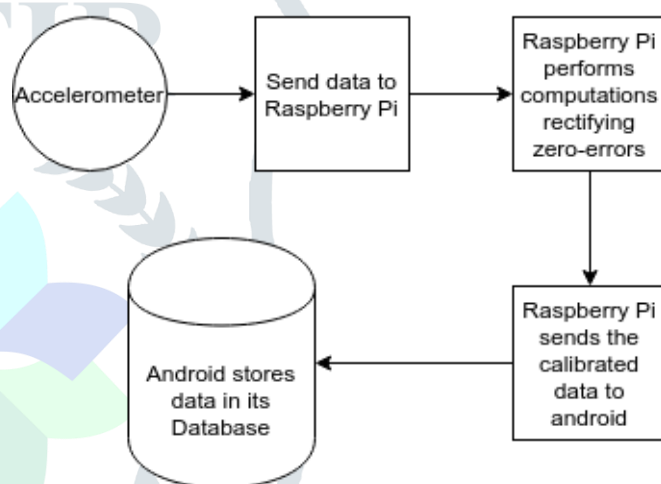 Accelerometer
Send data to
Raspberry Pi
Raspberry Pi
performs
computations
rectifying
zero-errors
Raspberry Pi
sends the
calibrated
data to
android
Android stores
data in its
Database